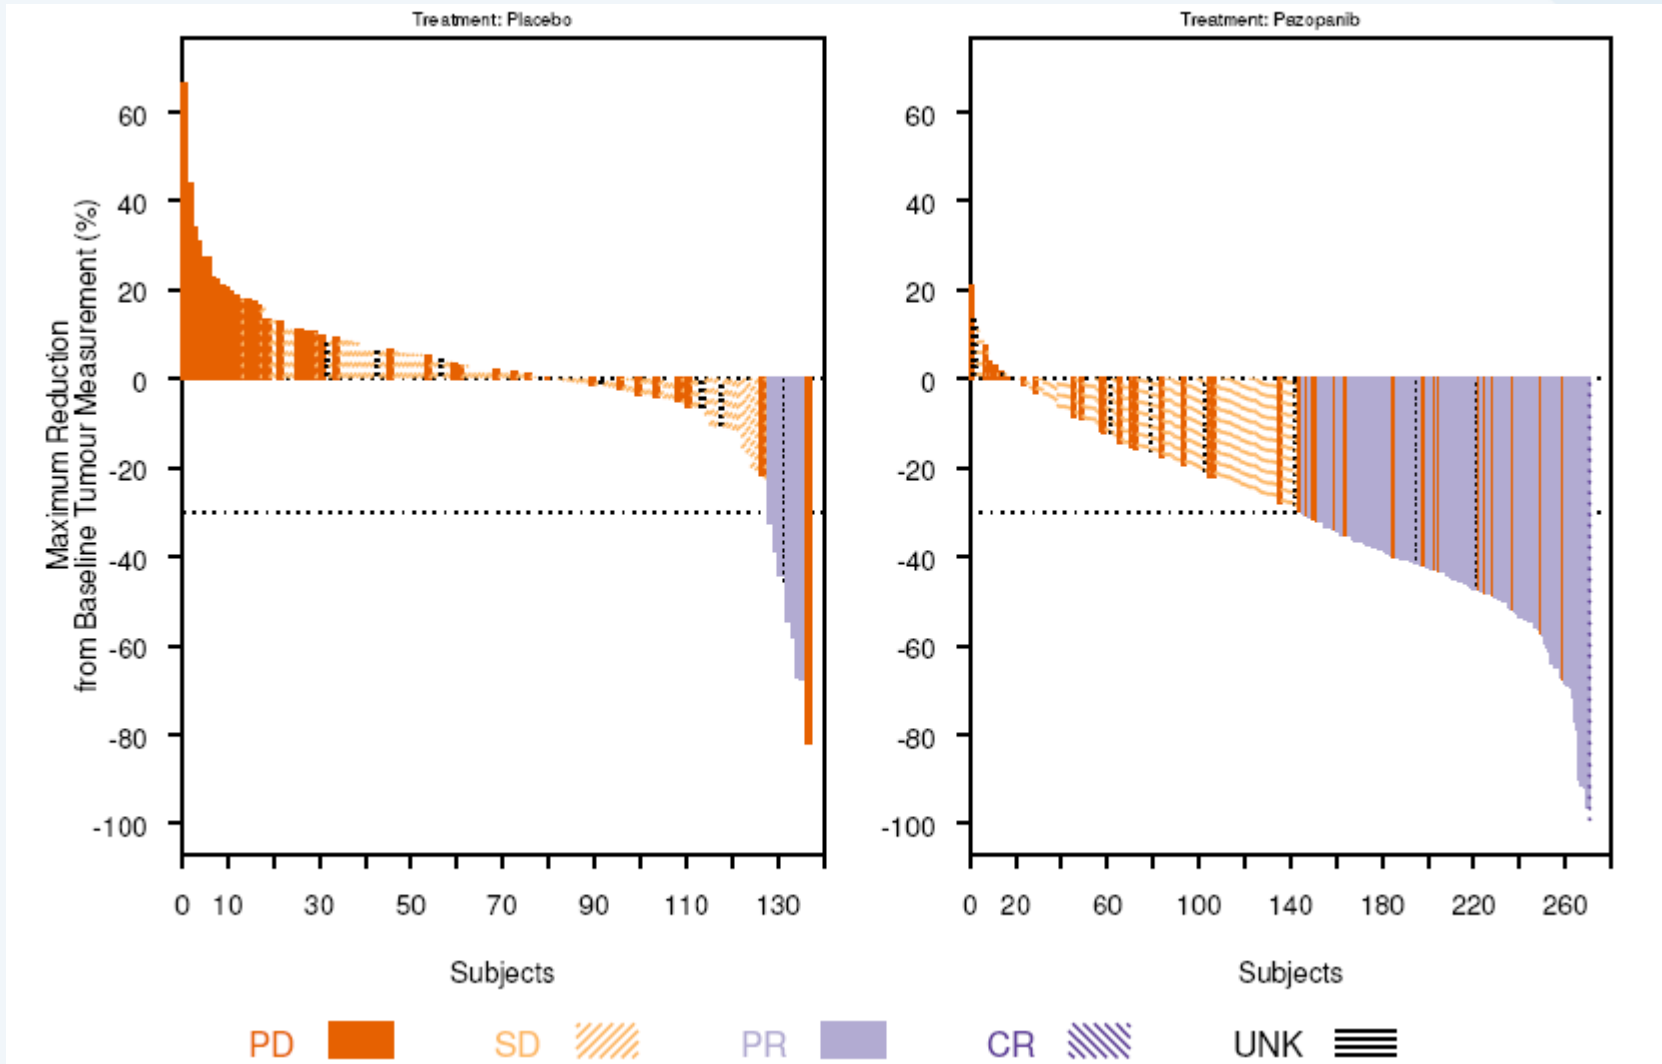 Treatment: Placebo
Treatment: Pazopanib
Maximum Reduction
from Baseline Tumour Measurement (%)
60
40
20
0
-20
-40
-60
-80
-100
60
40
20
0
-20
-40
-60
-80
-100
0 10 30 50 70 90 110 130
0 20 60 100 140 180 220 260
Subjects
Subjects
PD SD PR CR UNK